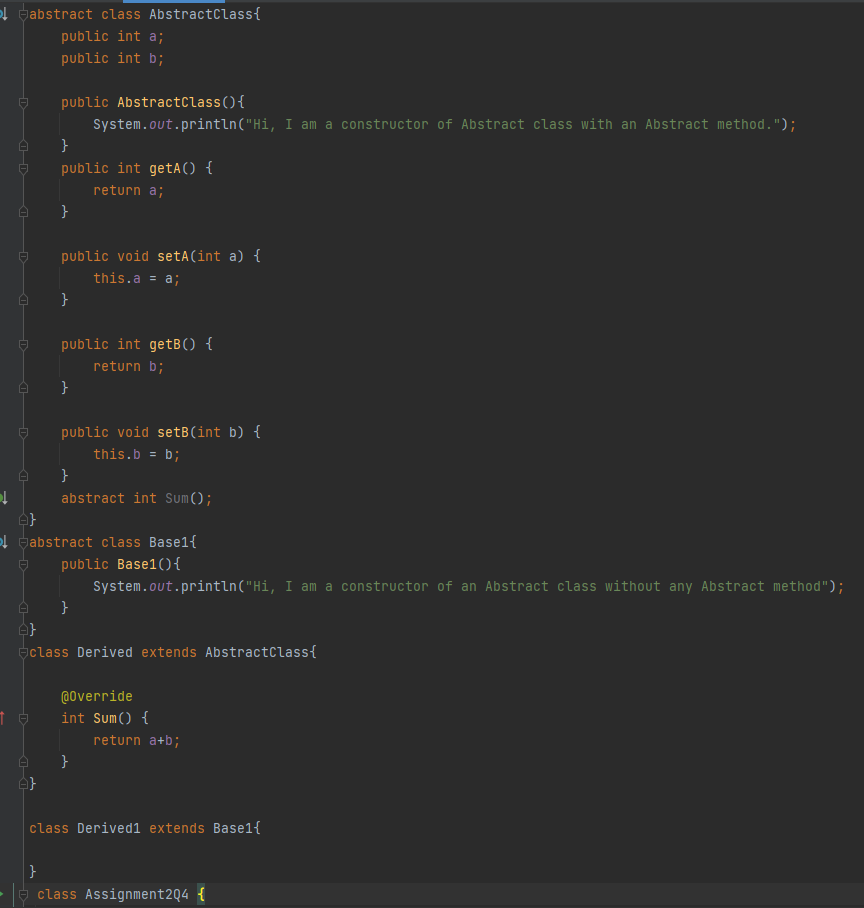 abstract class AbstractClass{
    public int a;
    public int b;

    public AbstractClass(){
        System.out.println("Hi, I am a constructor of Abstract class with an Abstract method.");
    }
    public int getA() {
        return a;
    }

    public void setA(int a) {
        this.a = a;
    }

    public int getB() {
        return b;
    }

    public void setB(int b) {
        this.b = b;
    }
    abstract int Sum();
}
abstract class Base1{
    public Base1(){
        System.out.println("Hi, I am a constructor of an Abstract class without any Abstract method");
    }
}
class Derived extends AbstractClass{

    @Override
    int Sum() {
        return a+b;
    }
}

class Derived1 extends Base1{

}
 class Assignment2Q4 {